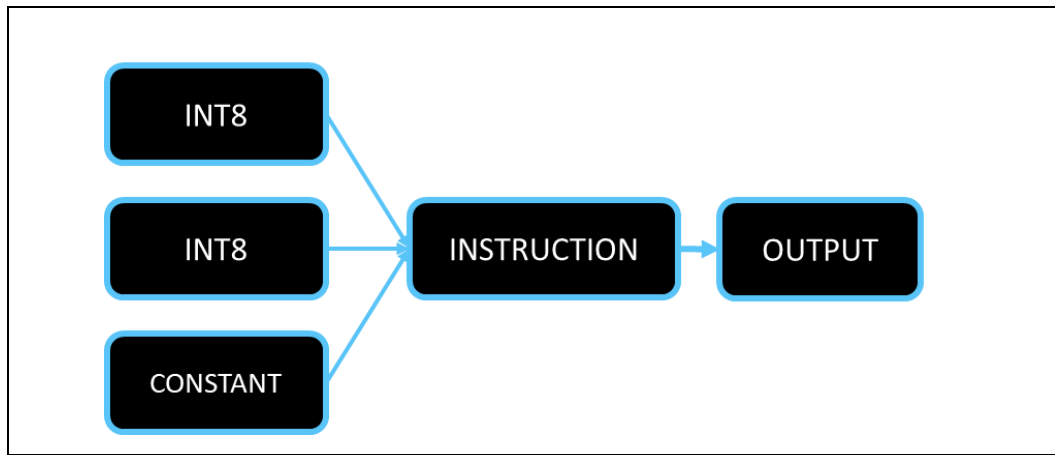 INT8
INT8
INSTRUCTION
OUTPUT
CONSTANT